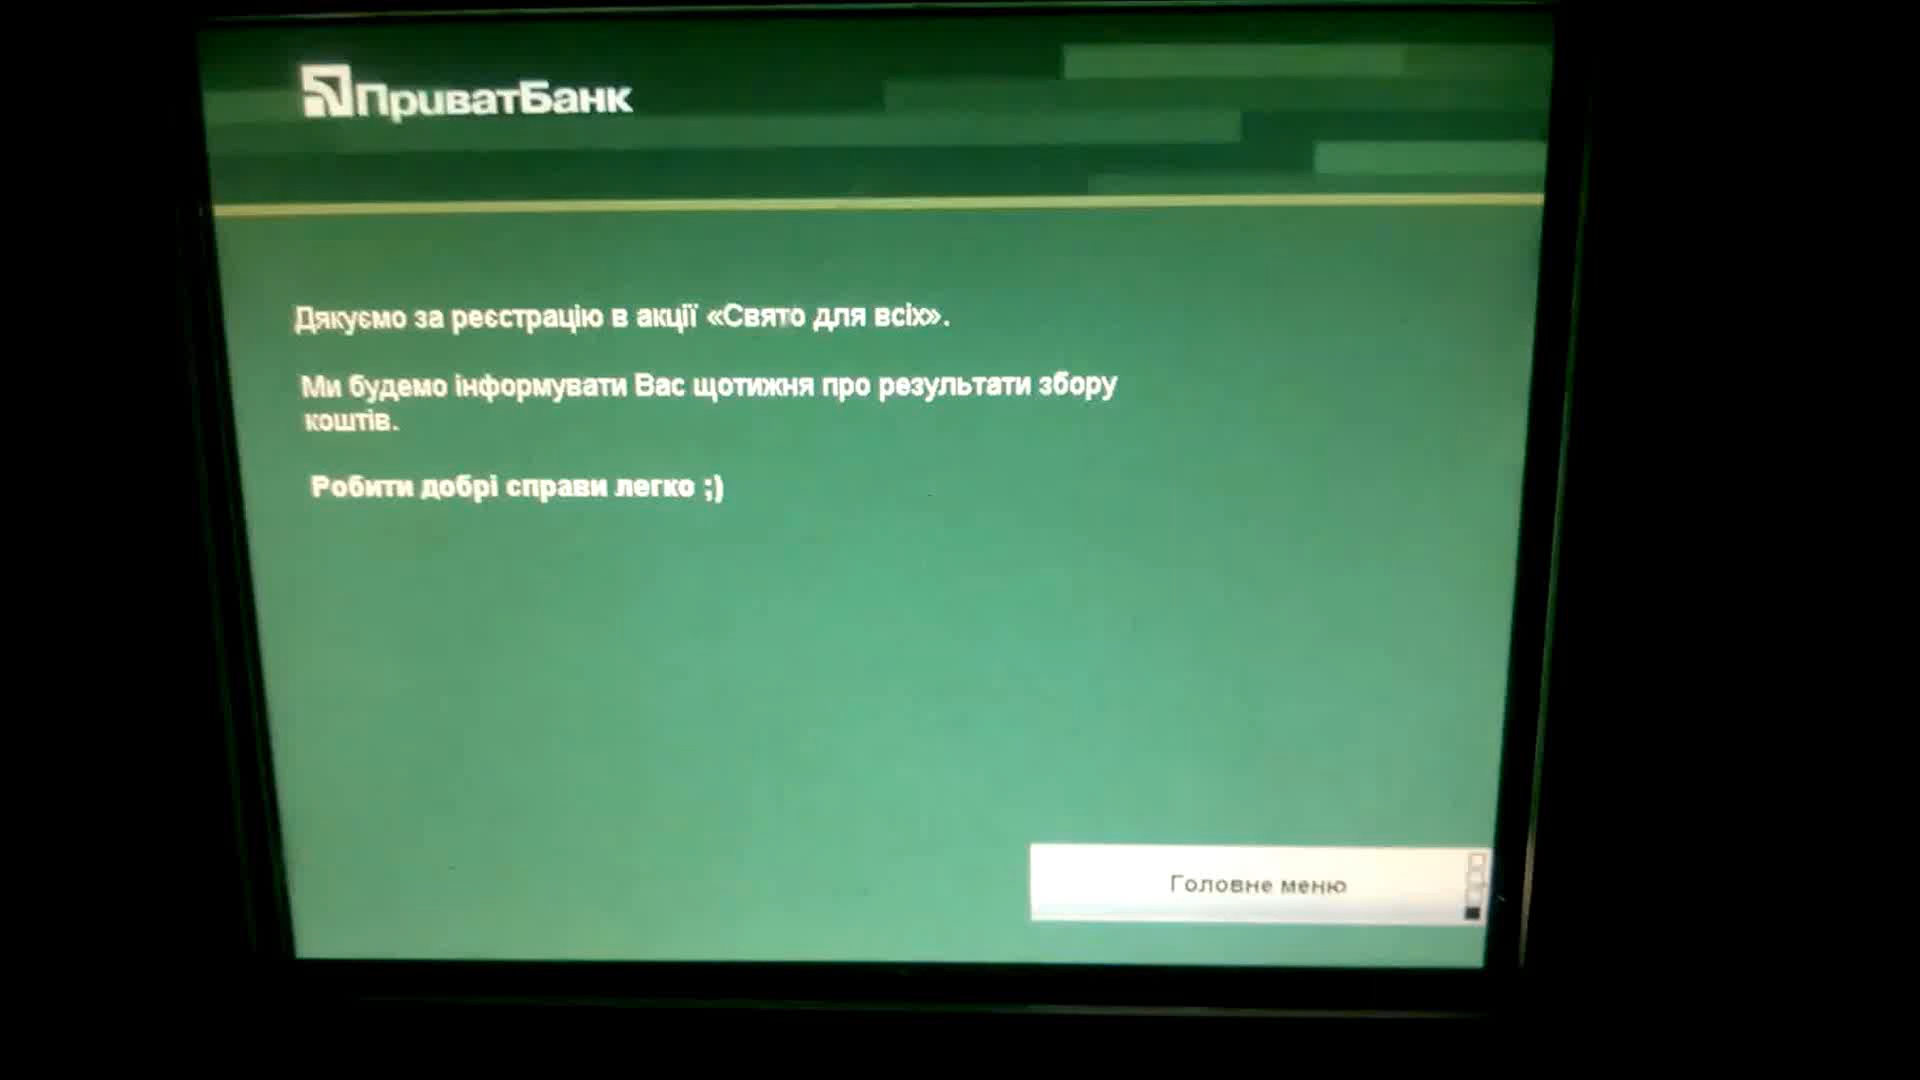 ПриватБанк
Дякуємо за реєстрацію в акції «Свято для всіх».
Ми будемо інформувати Вас щотижня про результати збору
коштів.
Робити добрі справи легко ;)
Головне меню